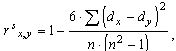 r^s_{x,y} = 1 - \frac{6 \cdot \sum (d_x - d_y)^2}{n \cdot (n^2 - 1)},